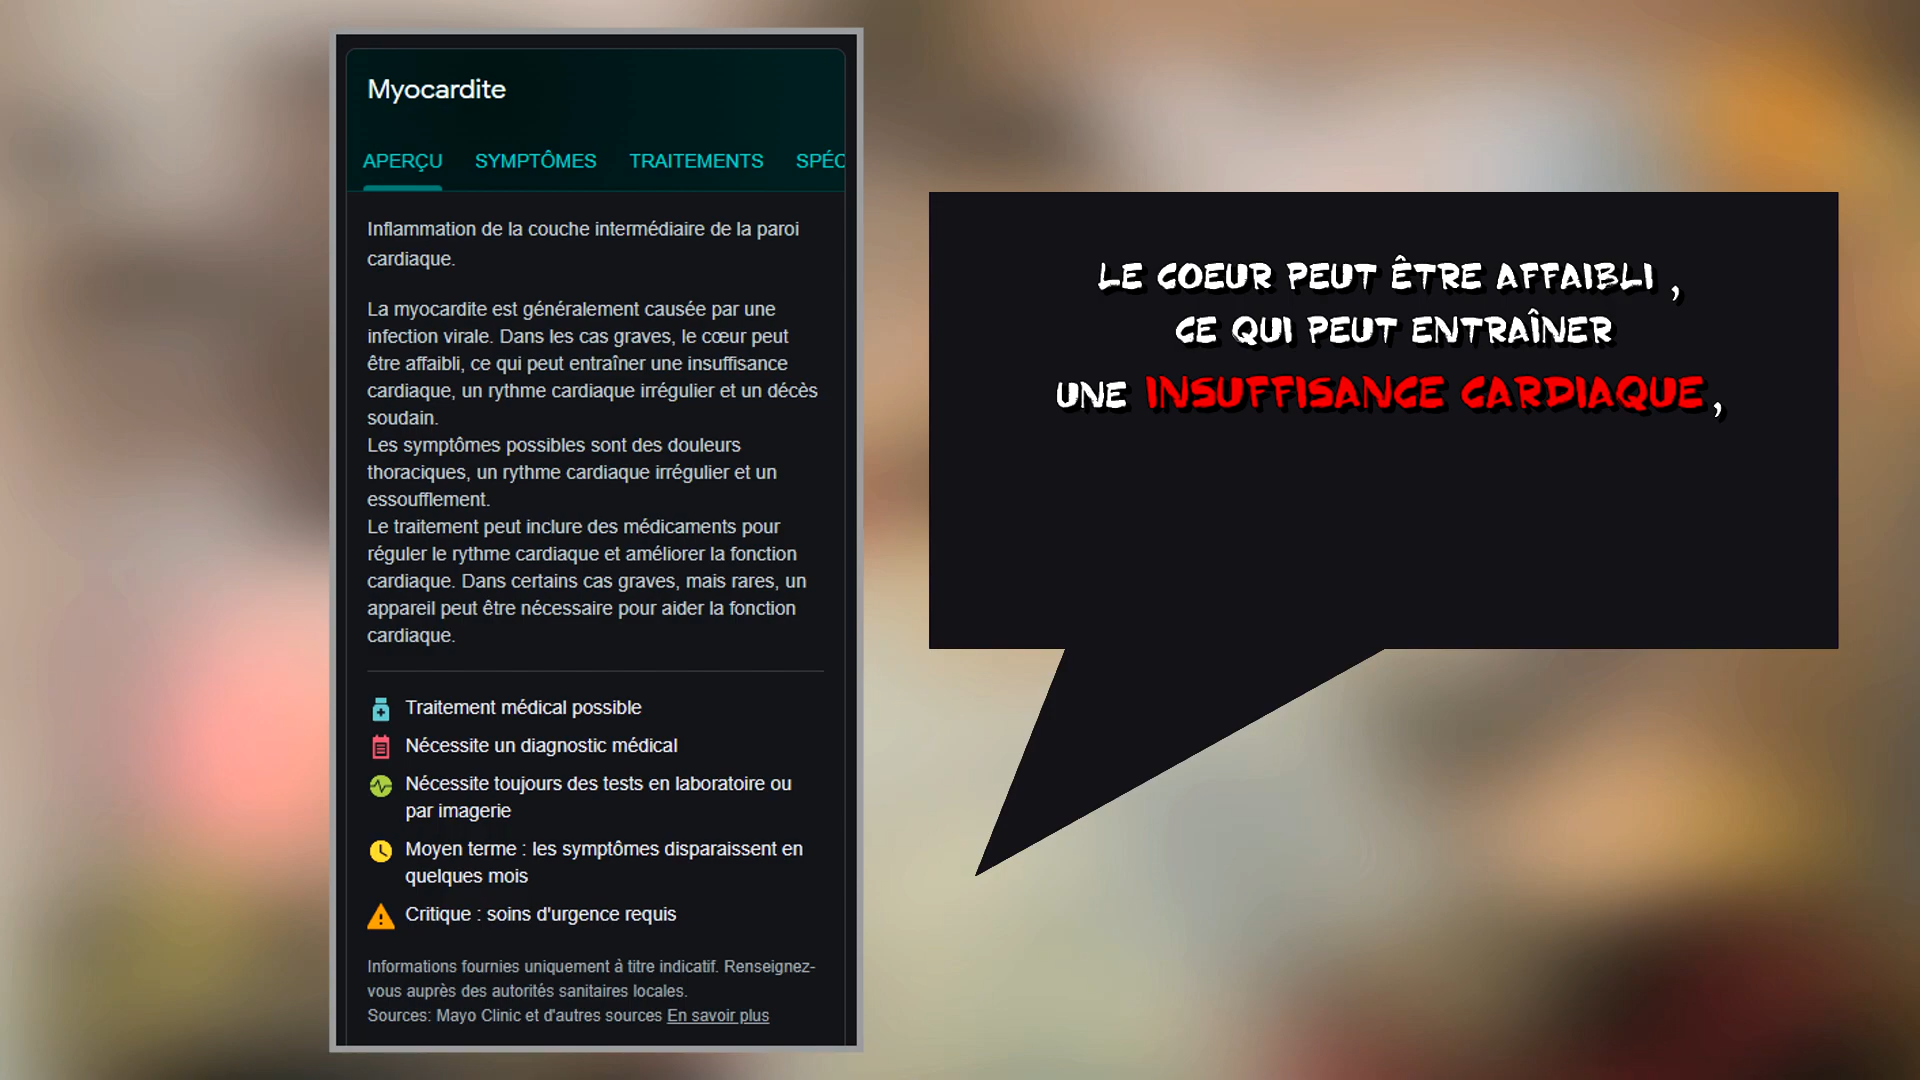 Myocardite
APERÇU SYMPTÔMES TRAITEMENTS SPÉC
Inflammation de la couche intermédiaire de la paroi
cardiaque.
La myocardite est généralement causée par une
infection virale. Dans les cas graves, le cœur peut
être affaibli, ce qui peut entraîner une insuffisance
cardiaque, un rythme cardiaque irrégulier et un décès
soudain.
Les symptômes possibles sont des douleurs
thoraciques, un rythme cardiaque irrégulier et un
essoufflement.
Le traitement peut inclure des médicaments pour
réguler le rythme cardiaque et améliorer la fonction
cardiaque. Dans certains cas graves, mais rares, un
appareil peut être nécessaire pour aider la fonction
cardiaque.
Traitement médical possible
Nécessite un diagnostic médical
Nécessite toujours des tests en laboratoire ou
par imagerie
Moyen terme : les symptômes disparaissent en
quelques mois
Critique : soins d'urgence requis
Informations fournies uniquement à titre indicatif. Renseignez-
vous auprès des autorités sanitaires locales.
Sources: Mayo Clinic et d'autres sources En savoir plus
LE COEUR PEUT ÊTRE AFFAIBLI ,
CE QUI PEUT ENTRAÎNER
UNE INSUFFISANCE CARDIAQUE ,